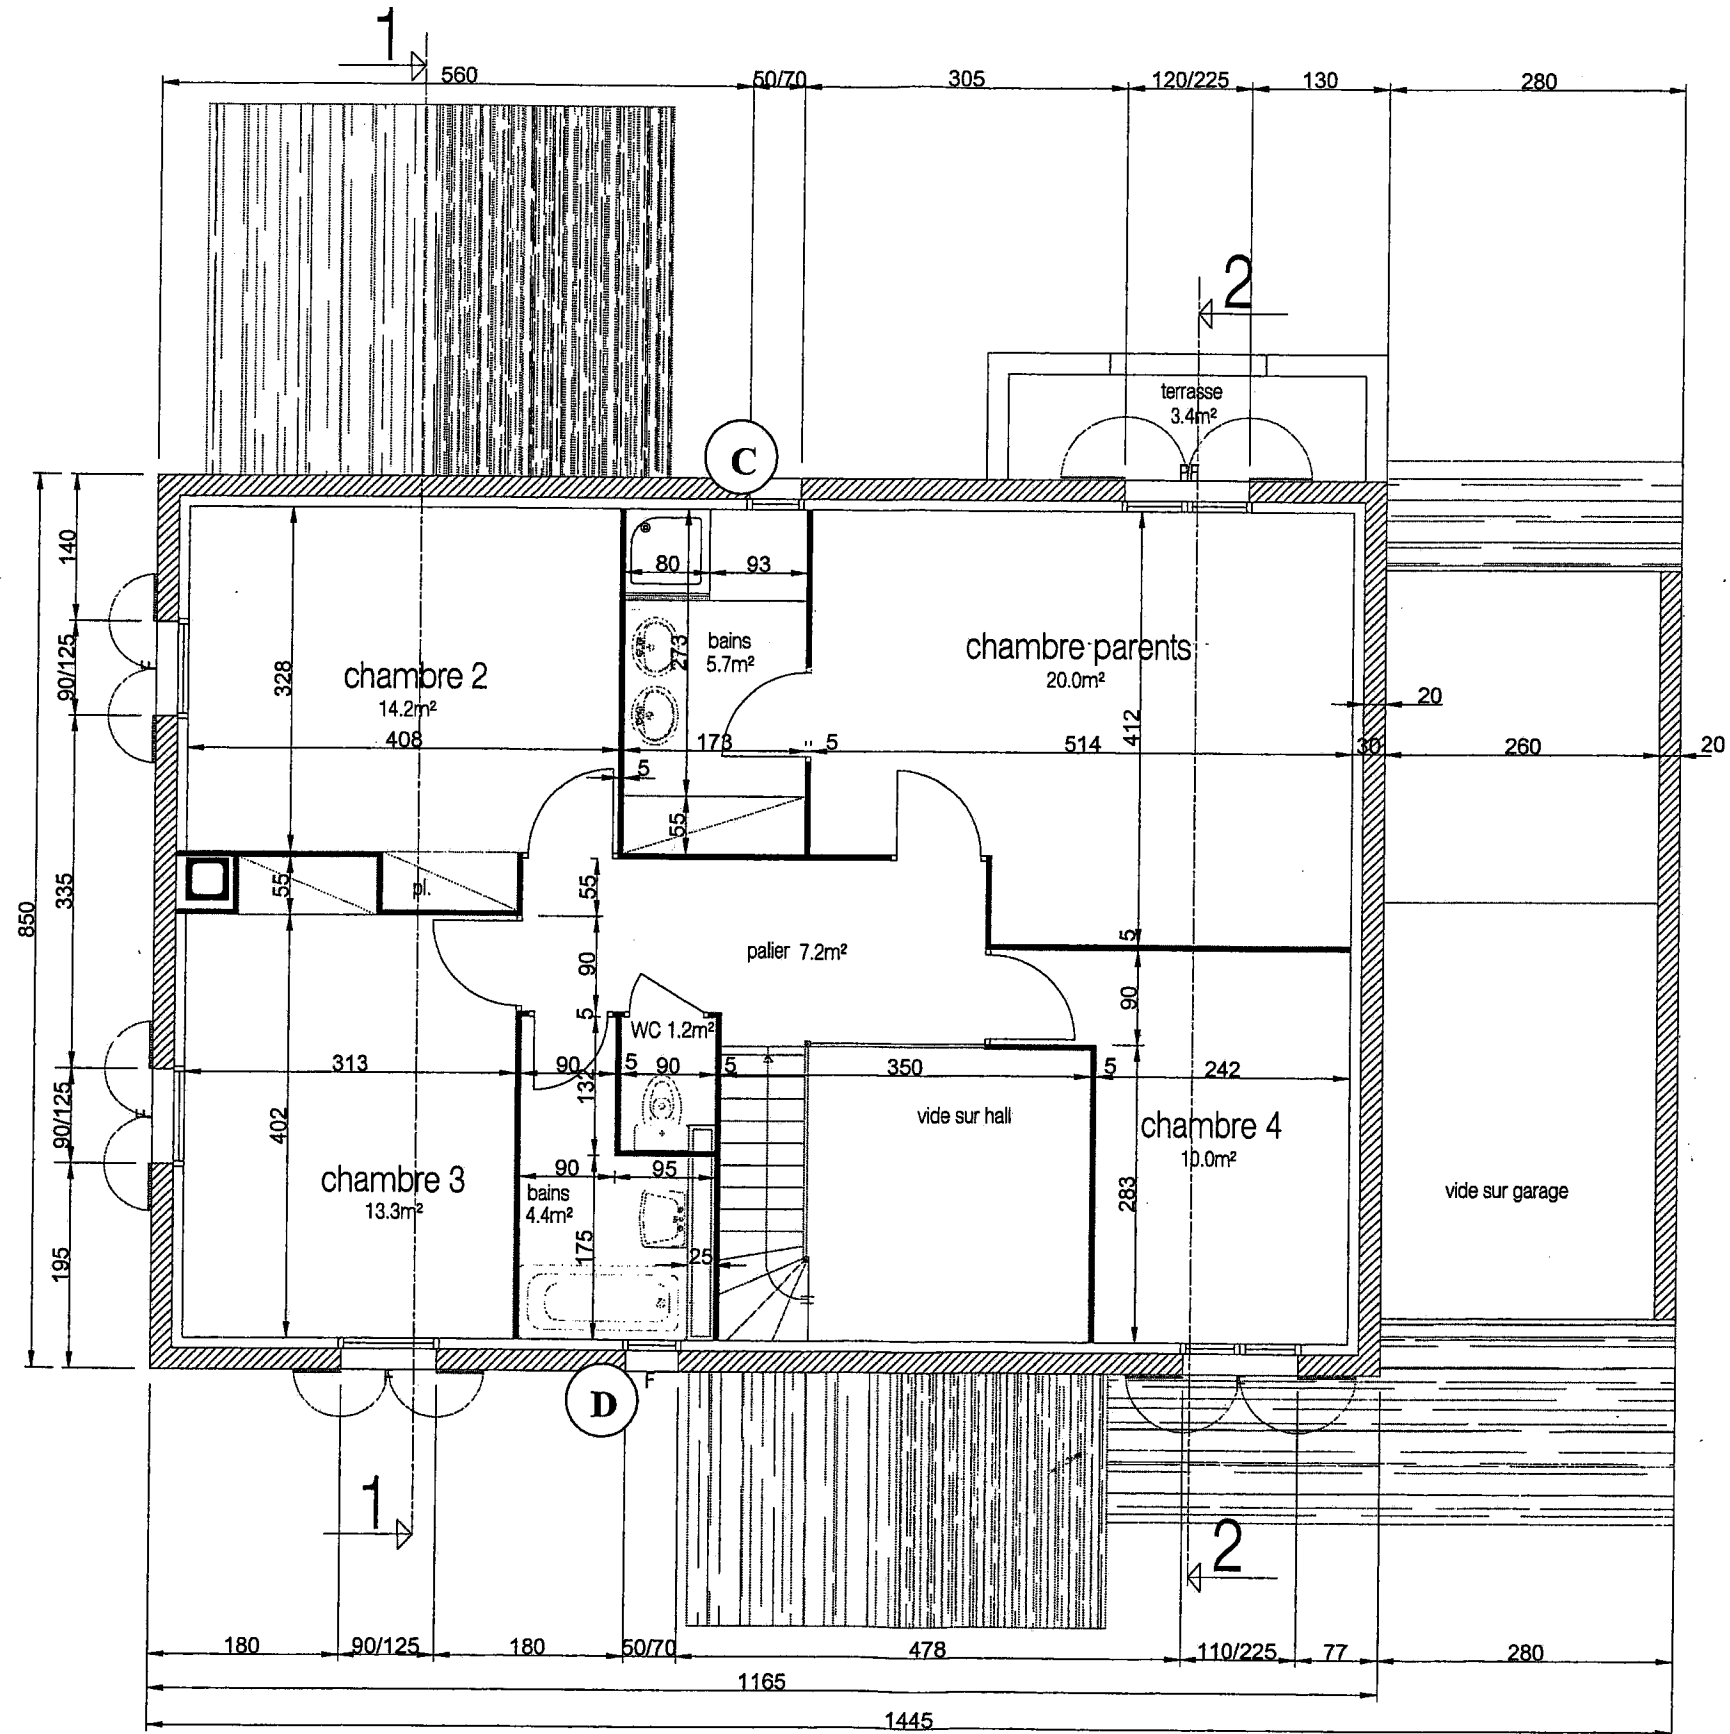 1
560
50/70
305
120/225
130
280
2
terrasse
3.4m²
PF
C
140
90/125
F
335
850
90/125
F
195
80
93
273
bains
5.7m²
chambre 2
14.2m²
328
408
173
5
5
55
chambre parents
20.0m²
412
514
30
20
260
20
55
pl.
55
90
5
palier 7.2m²
5
90
WC 1.2m²
313
90
132
5
90
5
350
5
242
402
vide sur hall
chambre 4
10.0m²
chambre 3
13.3m²
90
95
bains
4.4m²
175
25
283
vide sur garage
F
F
F
D
1
2
180
90/125
180
50/70
478
110/225
77
280
1165
1445